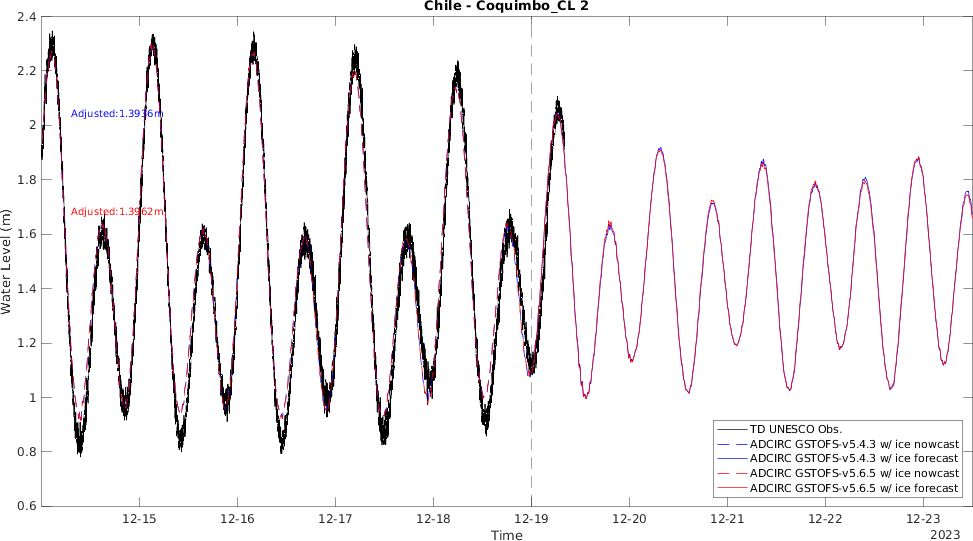 Chile - Coquimbo_CL 2
2.4
2.2
2
1.8
1.6
1.4
1.2
1
0.8
0.6
Water Level (m)
Adjusted:1.3936m
Adjusted:1.3962m
TD UNESCO Obs.
ADCIRC GSTOFS-v5.4.3 w/ ice nowcast
ADCIRC GSTOFS-v5.4.3 w/ ice forecast
ADCIRC GSTOFS-v5.6.5 w/ ice nowcast
ADCIRC GSTOFS-v5.6.5 w/ ice forecast
12-15 12-16 12-17 12-18 12-19 12-20 12-21 12-22 12-23
Time
2023